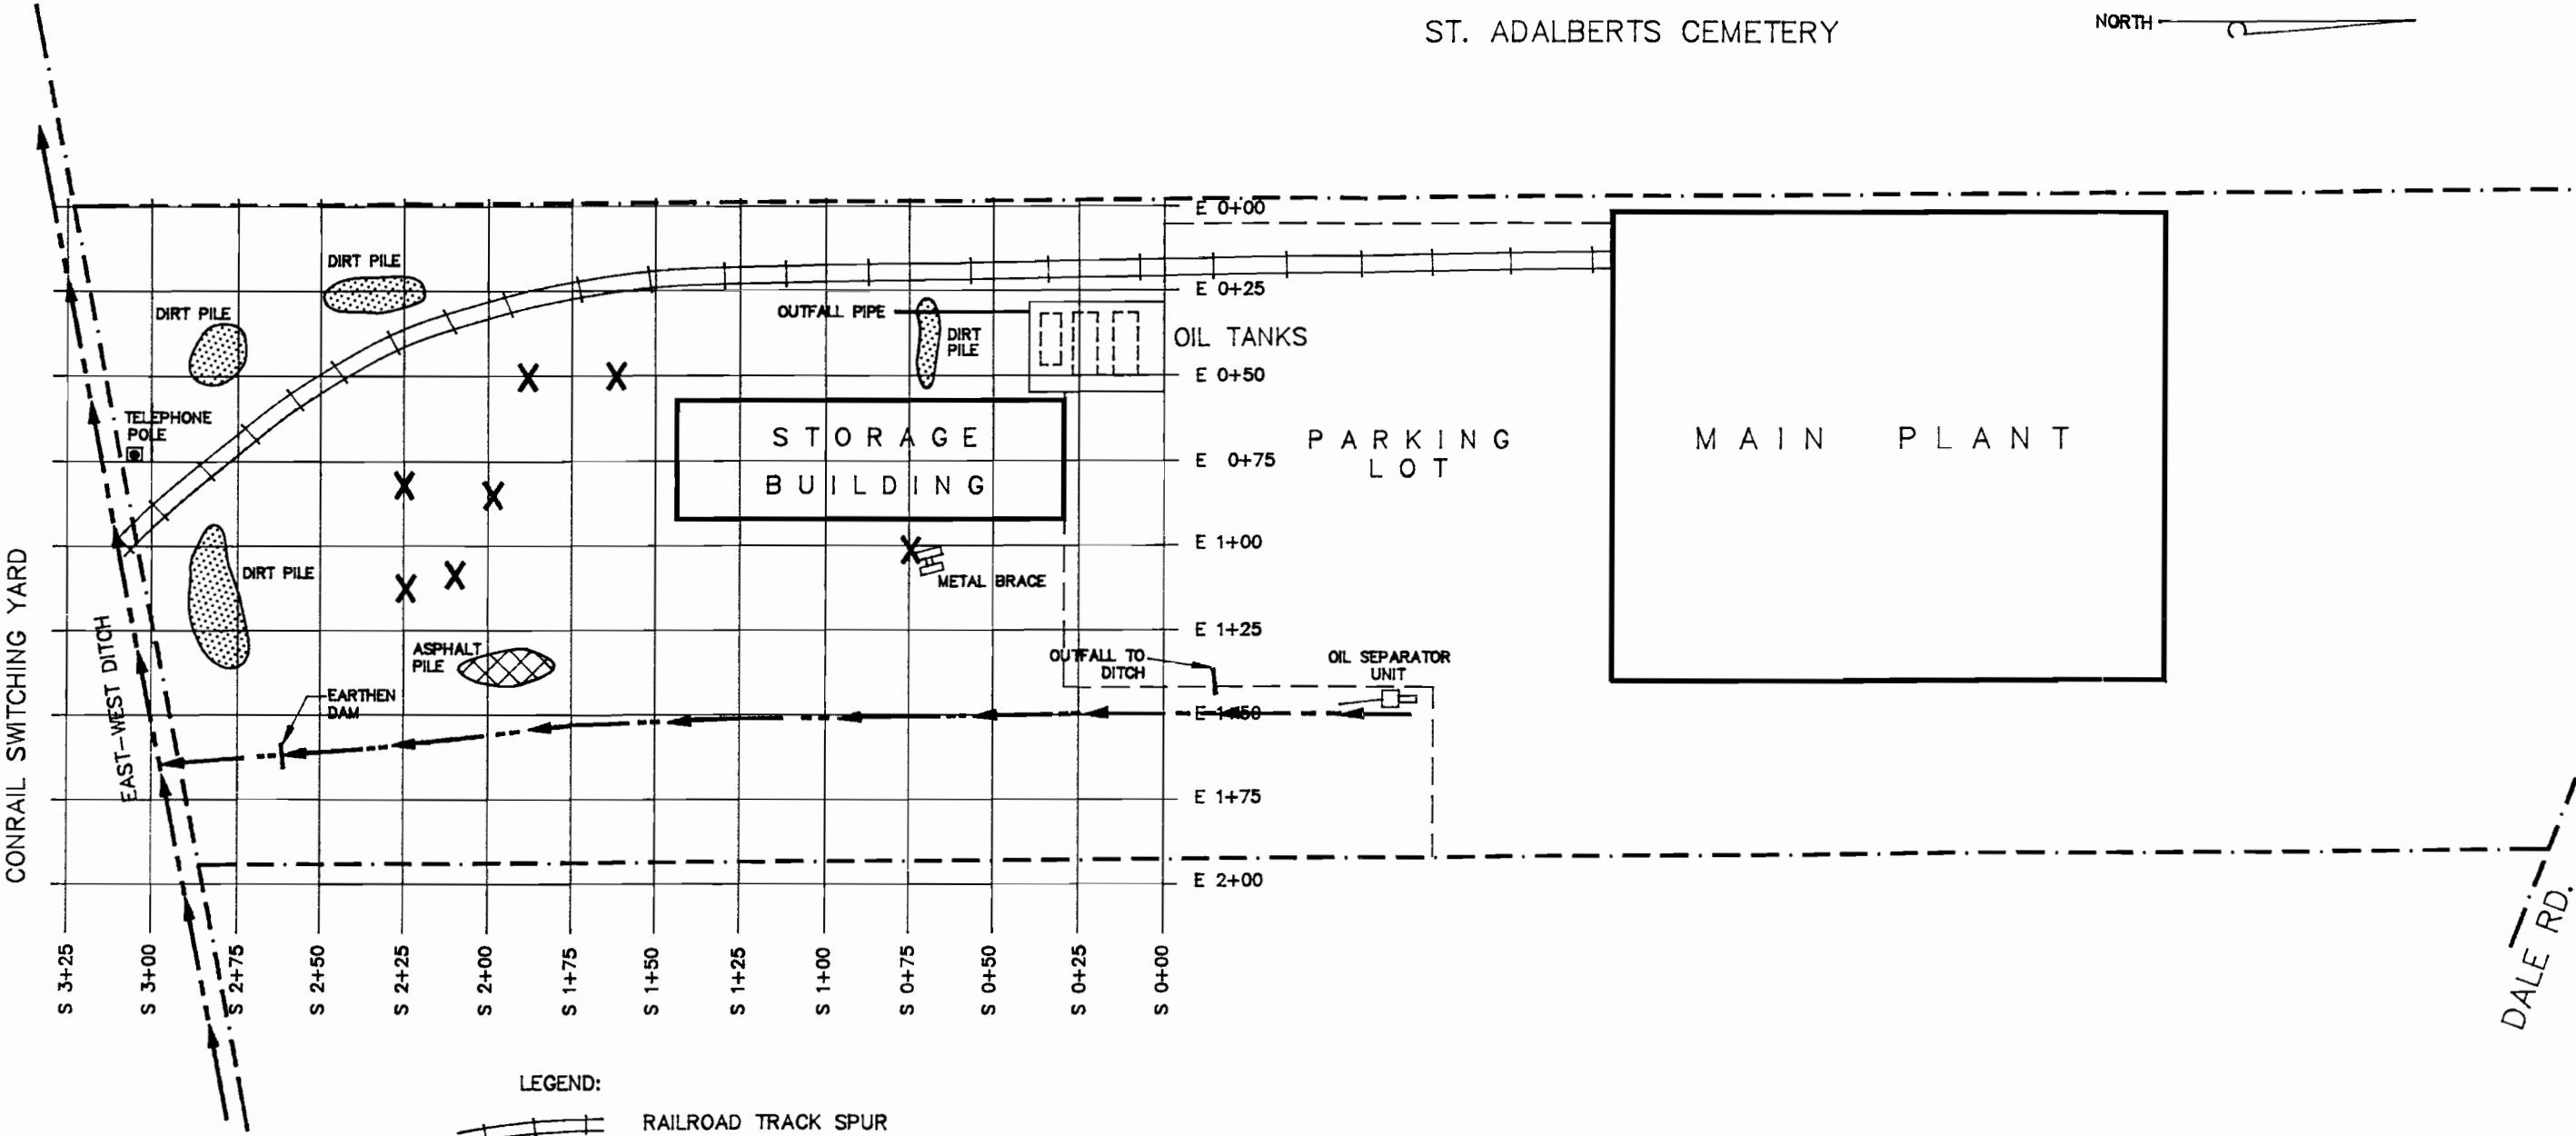 ST. ADALBERTS CEMETERY
NORTH
E 0+00
DIRT PILE
E 0+25
DIRT PILE
OUTFALL PIPE
DIRT
PILE
OIL TANKS
E 0+50
TELEPHONE
POLE
STORAGE
BUILDING
PARKING
LOT
MAIN PLANT
E 0+75
E 1+00
DIRT PILE
METAL BRACE
E 1+25
ASPHALT
PILE
OUTFALL TO
DITCH
OIL SEPARATOR
UNIT
EARTHEN
DAM
E 1+50
E 1+75
E 2+00
CONRAIL SWITCHING YARD
EAST-WEST DITCH
DALE RD.
S 3+25
S 3+00
S 2+75
S 2+50
S 2+25
S 2+00
S 1+75
S 1+50
S 1+25
S 1+00
S 0+75
S 0+50
S 0+25
S 0+00
LEGEND:
RAILROAD TRACK SPUR